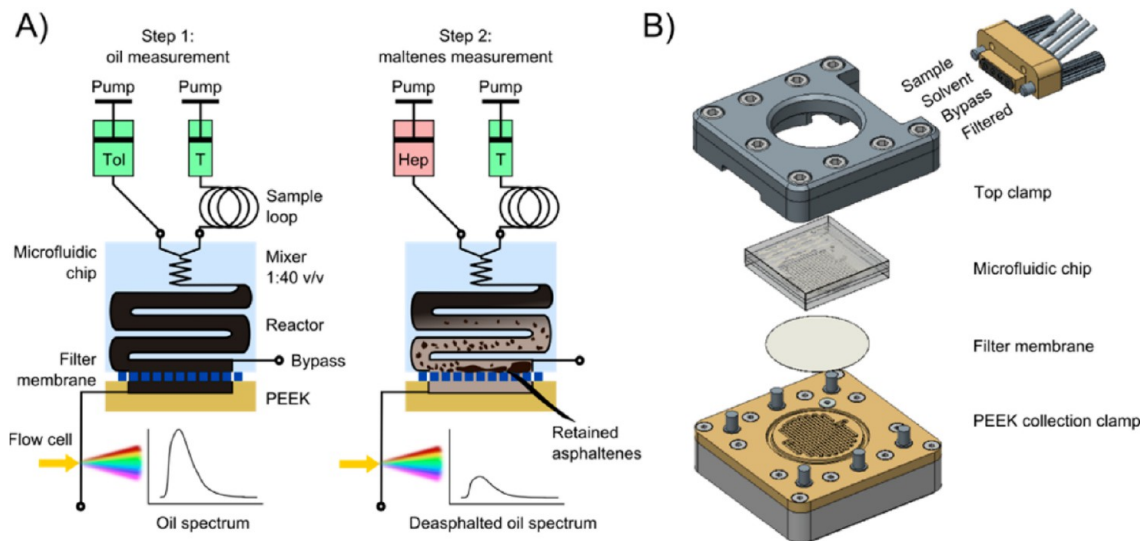 A)
Step 1:
oil measurement
Pump
Pump
Tol
T
Sample
loop
Microfluidic
chip
Mixer
1:40 v/v
Reactor
Filter
membrane
Bypass
PEEK
Flow cell
Oil spectrum
Step 2:
maltenes measurement
Pump
Pump
Hep
T
Retained
asphaltenes
Deasphalted oil spectrum
B)
Sample
Solvent
Bypass
Filtered
Top clamp
Microfluidic chip
Filter membrane
PEEK collection clamp